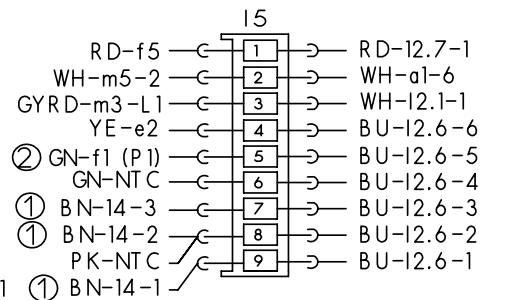 15
RD-f5 1 RD-12.7-1
WH-m5-2 2 WH-a1-6
GYRD-m3-L1 3 WH-12.1-1
YE-e2 4 BU-12.6-6
② GN-f1 (P1) 5 BU-12.6-5
GN-NTC 6 BU-12.6-4
① BN-14-3 7 BU-12.6-3
① BN-14-2 8 BU-12.6-2
PK-NTC 9 BU-12.6-1
1 ① BN-14-1